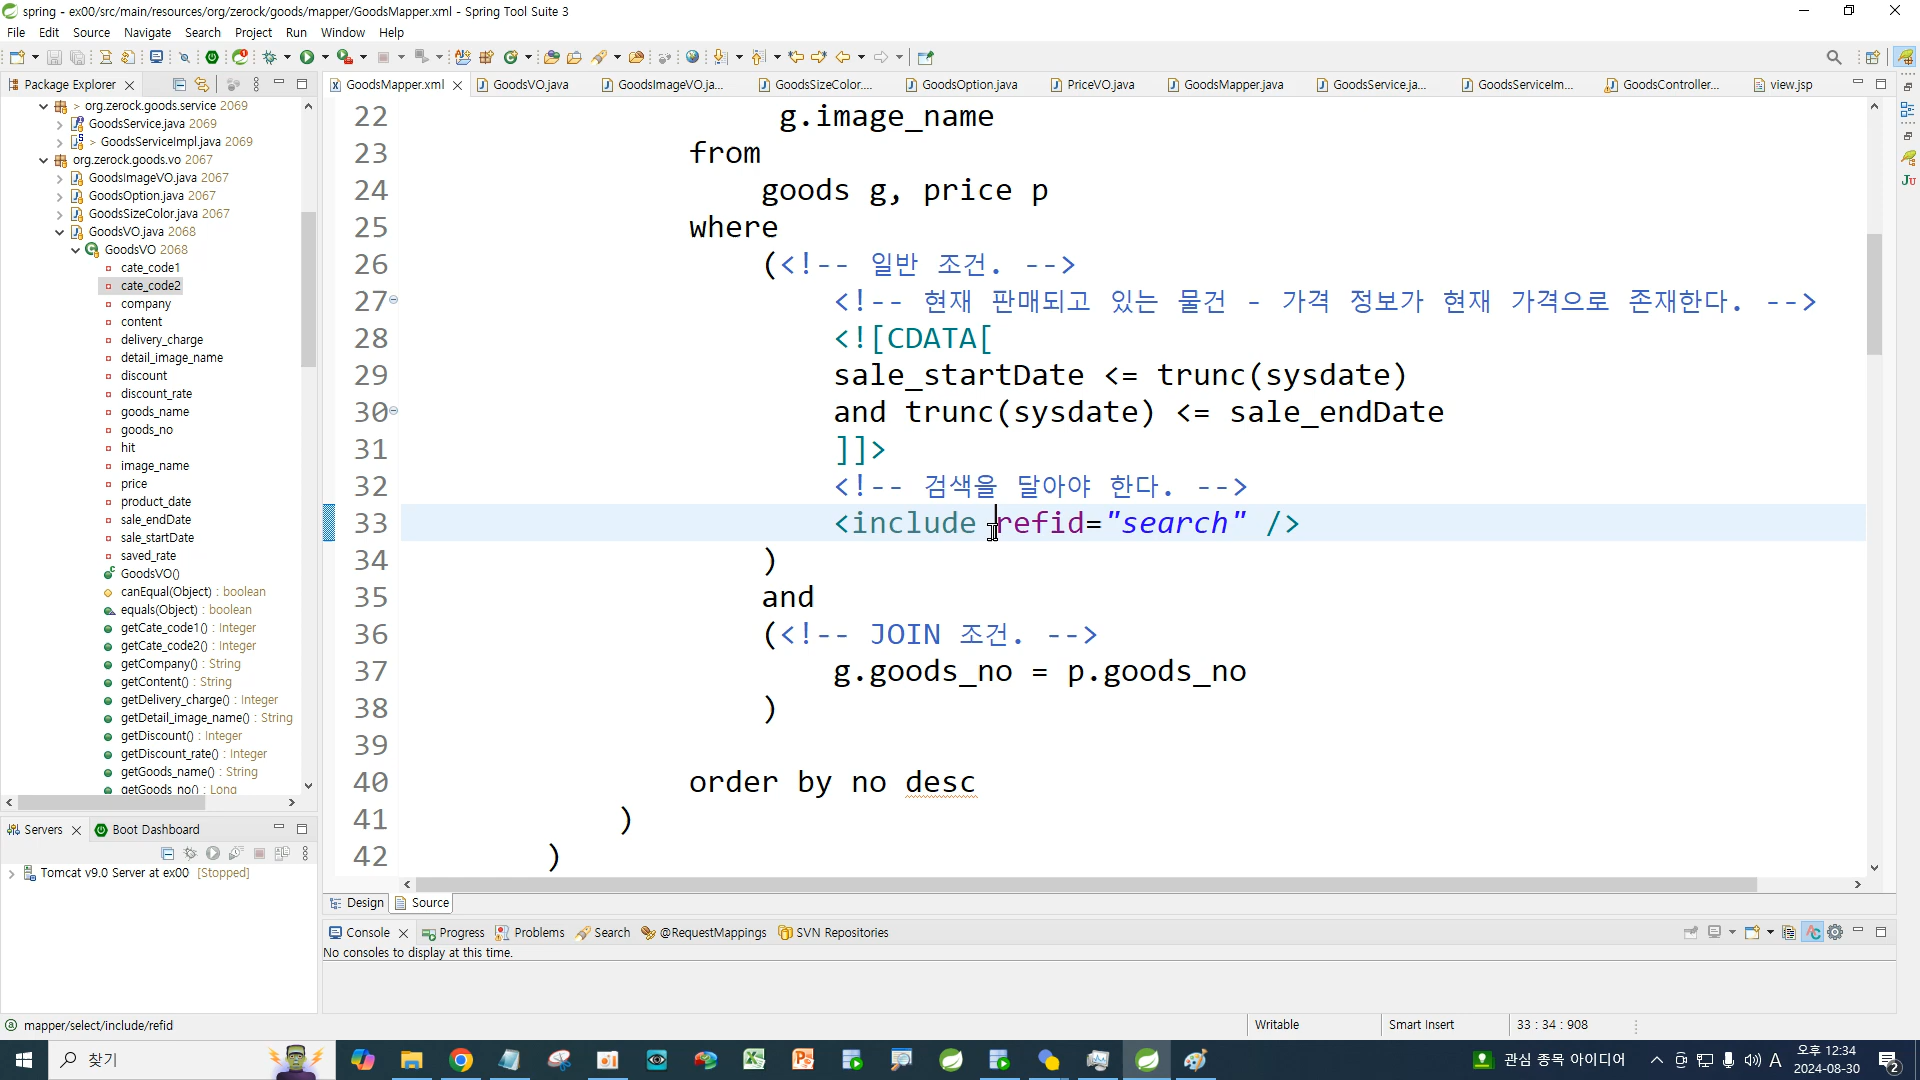 spring - ex00/src/main/resources/org/zerock/goods/mapper/GoodsMapper.xml - Spring Tool Suite 3
File Edit Source Navigate Search Project Run Window Help
Package Explorer
GoodsMapper.xml GoodsVO.java GoodsImageVO.ja... GoodsSizeColor.... GoodsOption.java PriceVO.java GoodsMapper.java GoodsService.ja... GoodsServiceIm... GoodsController... view.jsp
> org.zerock.goods.service 2069
GoodsService.java 2069
> GoodsServiceImpl.java 2069
org.zerock.goods.vo 2067
GoodsImageVO.java 2067
GoodsOption.java 2067
GoodsSizeColor.java 2067
GoodsVO.java 2068
GoodsVO 2068
cate_code1
cate_code2
company
content
delivery_charge
detail_image_name
discount
discount_rate
goods_name
goods_no
hit
image_name
price
product_date
sale_endDate
sale_startDate
saved_rate
GoodsVO()
canEqual(Object) : boolean
equals(Object) : boolean
getCate_code1() : Integer
getCate_code2() : Integer
getCompany() : String
getContent() : String
getDelivery_charge() : Integer
getDetail_image_name() : String
getDiscount() : Integer
getDiscount_rate() : Integer
getGoods_name() : String
getGoods_no() : Long
22 g.image_name
23 from
24 goods g, price p
25 where
26 (<!-- 일반 조건. -->
27 <!-- 현재 판매되고 있는 물건 - 가격 정보가 현재 가격으로 존재한다. -->
28 <![CDATA[
29 sale_startDate <= trunc(sysdate)
30 and trunc(sysdate) <= sale_endDate
31 ]]>
32 <!-- 검색을 달아야 한다. -->
33 <include refid="search" />
34 )
35 and
36 (<!-- JOIN 조건. -->
37 g.goods_no = p.goods_no
38 )
39
40 order by no desc
41 )
42 )
Design Source
Servers Boot Dashboard
Tomcat v9.0 Server at ex00 [Stopped]
Console Progress Problems Search @RequestMappings SVN Repositories
No consoles to display at this time.
mapper/select/include/refid
Writable Smart Insert 33 : 34 : 908
찾기
관심 종목 아이디어
A
오후 12:34
2024-08-30
2